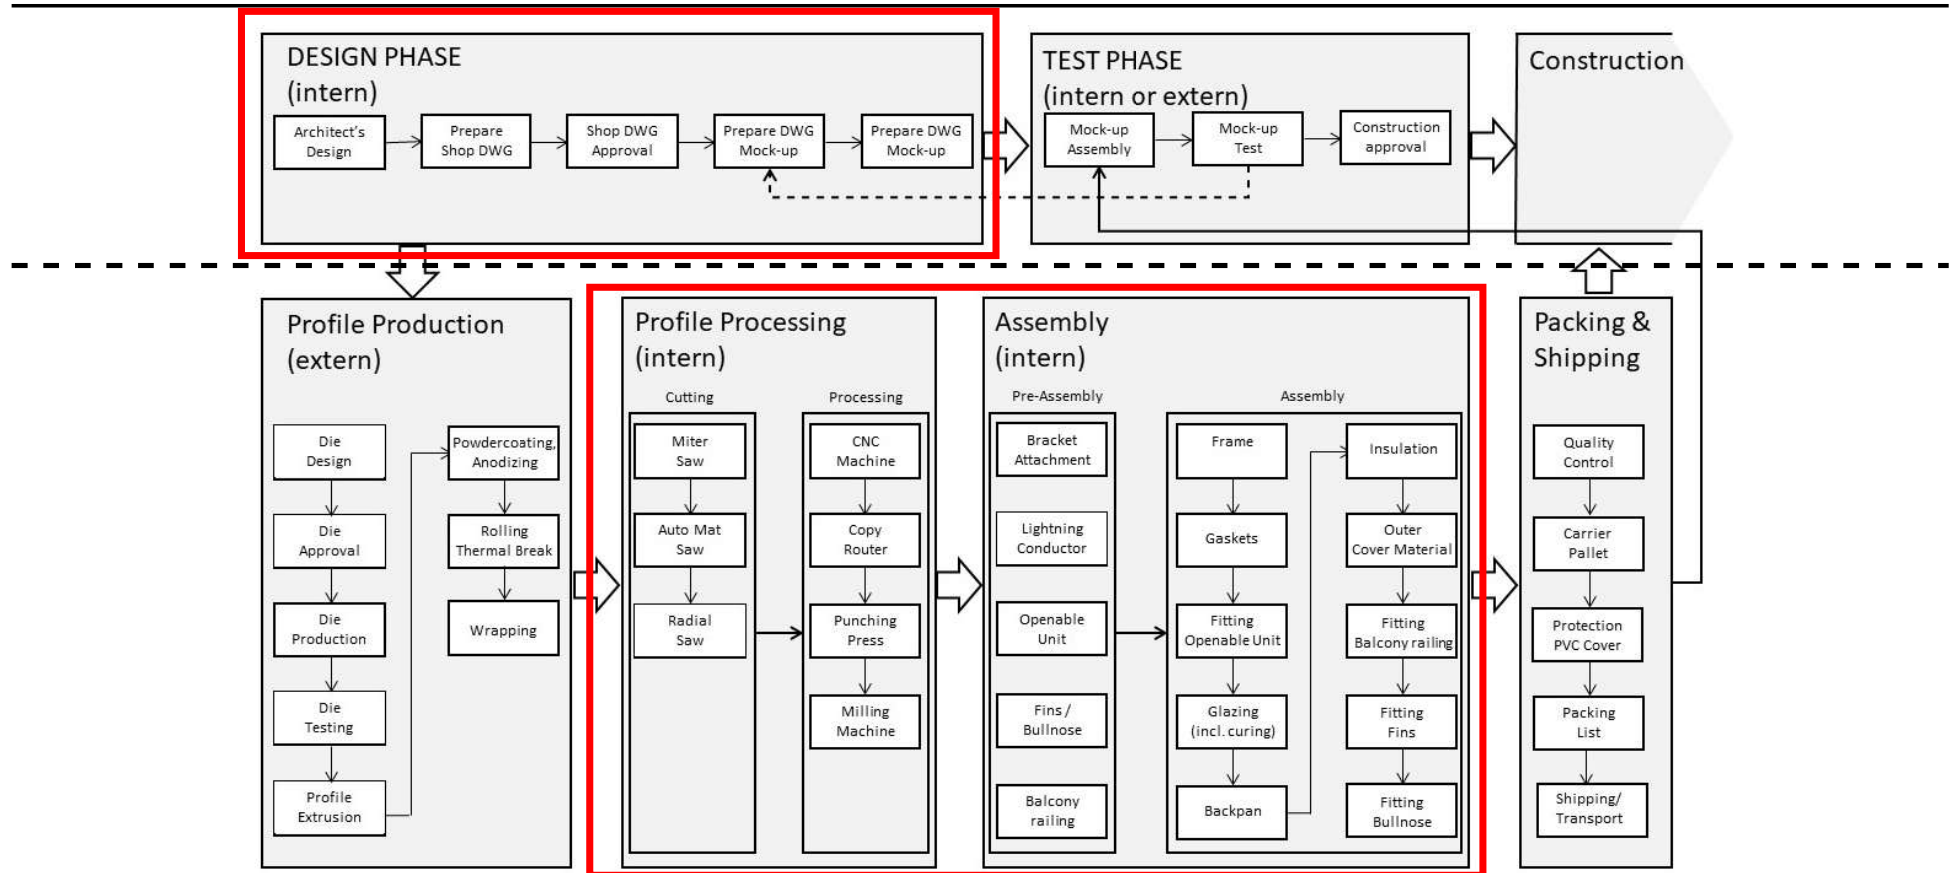 DESIGN PHASE
(intern)
Architect's
Design
Prepare
Shop DWG
Shop DWG
Approval
Prepare DWG
Mock-up
Prepare DWG
Mock-up
TEST PHASE
(intern or extern)
Mock-up
Assembly
Mock-up
Test
Construction
approval
Construction
Profile Production
(extern)
Die
Design
Die
Approval
Die
Production
Die
Testing
Profile
Extrusion
Powdercoating,
Anodizing
Rolling
Thermal Break
Wrapping
Profile Processing
(intern)
Cutting
Miter
Saw
Auto Mat
Saw
Radial
Saw
Processing
CNC
Machine
Copy
Router
Punching
Press
Milling
Machine
Assembly
(intern)
Pre-Assembly
Bracket
Attachment
Lightning
Conductor
Openable
Unit
Fins /
Bullnose
Balcony
railing
Assembly
Frame
Gaskets
Fitting
Openable Unit
Glazing
(incl. curing)
Backpan
Insulation
Outer
Cover Material
Fitting
Balcony railing
Fitting
Fins
Fitting
Bullnose
Packing &
Shipping
Quality
Control
Carrier
Pallet
Protection
PVC Cover
Packing
List
Shipping/
Transport